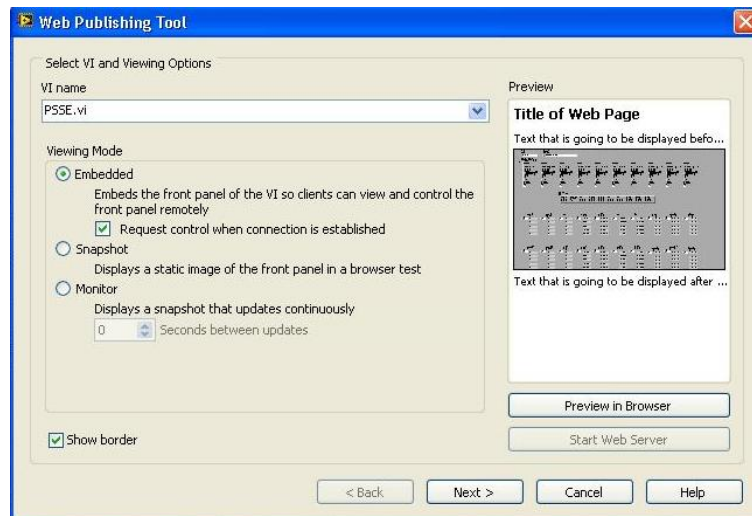 Web Publishing Tool
Select VI and Viewing Options
VI name
PSSE.vi
Viewing Mode
Embedded
Embeds the front panel of the VI so clients can view and control the
front panel remotely
Request control when connection is established
Snapshot
Displays a static image of the front panel in a browser test
Monitor
Displays a snapshot that updates continuously
0 Seconds between updates
Show border
Preview
Title of Web Page
Text that is going to be displayed befo...
Text that is going to be displayed after ...
Preview in Browser
Start Web Server
< Back Next > Cancel Help